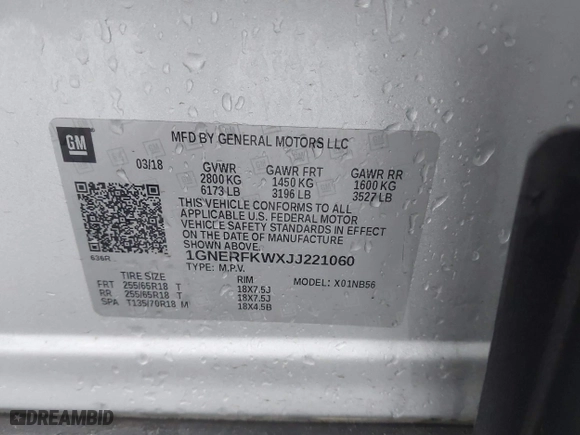 GM
MFD BY GENERAL MOTORS LLC
03/18 GVWR GAWR FRT GAWR RR
2800 KG 1450 KG 1600 KG
6173 LB 3196 LB 3527 LB
THIS VEHICLE CONFORMS TO ALL
APPLICABLE U.S. FEDERAL MOTOR
VEHICLE SAFETY STANDARDS IN EFFECT
ON THE DATE OF MANUFACTURE
SHOWN ABOVE.
636R 1GNERFKWXJJ221060
TYPE: M.P.V. MODEL: X01NB56
TIRE SIZE RIM
FRT 255/65R18 T 18X7.5J
RR 255/65R18 T 18X7.5J
SPA T135/70R18 M 18X4.5B
DREAMBID